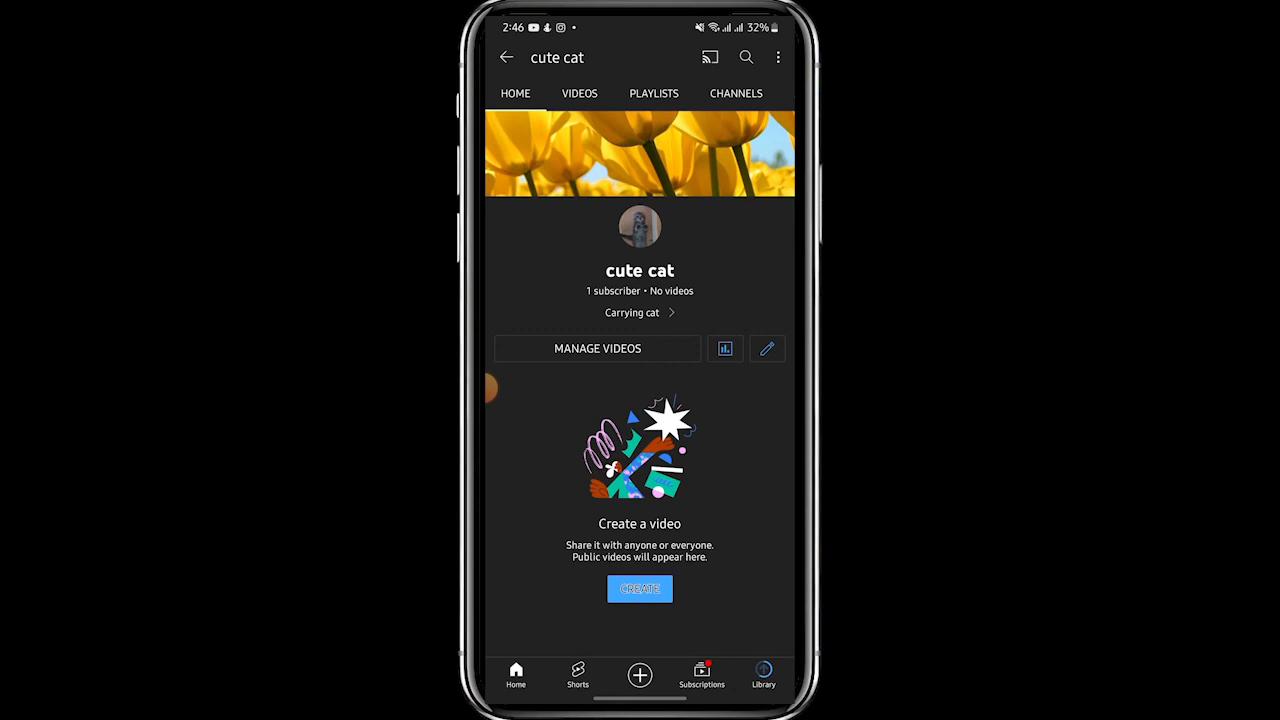 2:46 32%
cute cat
HOME VIDEOS PLAYLISTS CHANNELS
cute cat
1 subscriber • No videos
Carrying cat
MANAGE VIDEOS
Create a video
Share it with anyone or everyone.
Public videos will appear here.
CREATE
Home Shorts Subscriptions Library